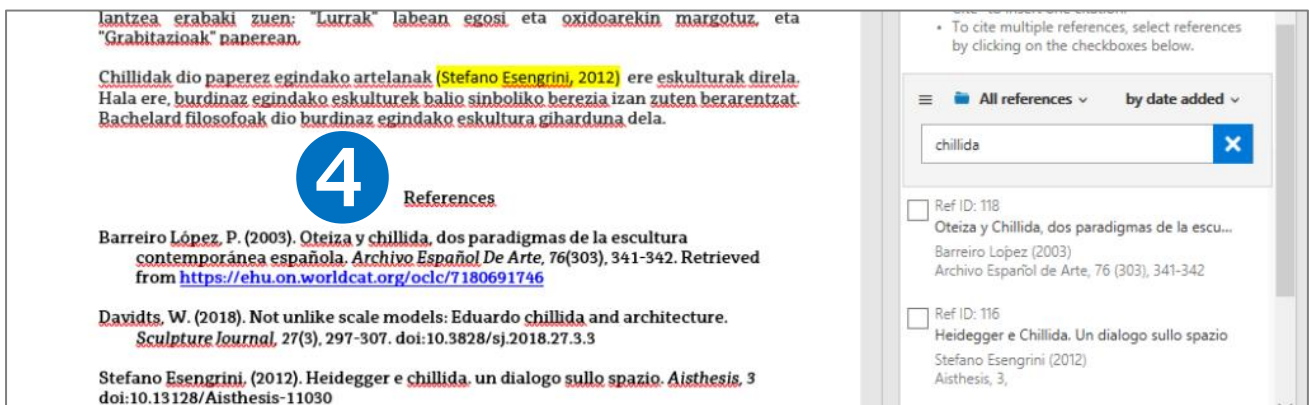 lantzea erabaki zuen: "Lurrak" labean egosi eta oxidoarekin margotuz, eta
"Grabitazioak" paperean.
Chillidak dio paperez egindako artelanak (Stefano Esengrini, 2012) ere eskulturak direla.
Hala ere, burdinaz egindako eskulturek balio sinboliko berezia izan zuten berarentzat.
Bachelard filosofoak dio burdinaz egindako eskultura giharduna dela.
4
References
Barreiro López, P. (2003). Oteiza y chillida, dos paradigmas de la escultura
contemporánea española. Archivo Español De Arte, 76(303), 341-342. Retrieved
from https://ehu.on.worldcat.org/oclc/7180691746
Davidts, W. (2018). Not unlike scale models: Eduardo chillida and architecture.
Sculpture Journal, 27(3), 297-307. doi:10.3828/sj.2018.27.3.3
Stefano Esengrini, (2012). Heidegger e chillida. un dialogo sullo spazio. Aisthesis, 3
doi:10.13128/Aisthesis-11030
• To cite multiple references, select references
by clicking on the checkboxes below.
All references by date added
chillida
Ref ID: 118
Oteiza y Chillida, dos paradigmas de la escu...
Barreiro López (2003)
Archivo Español de Arte, 76 (303), 341-342
Ref ID: 116
Heidegger e Chillida. Un dialogo sullo spazio
Stefano Esengrini (2012)
Aisthesis, 3,